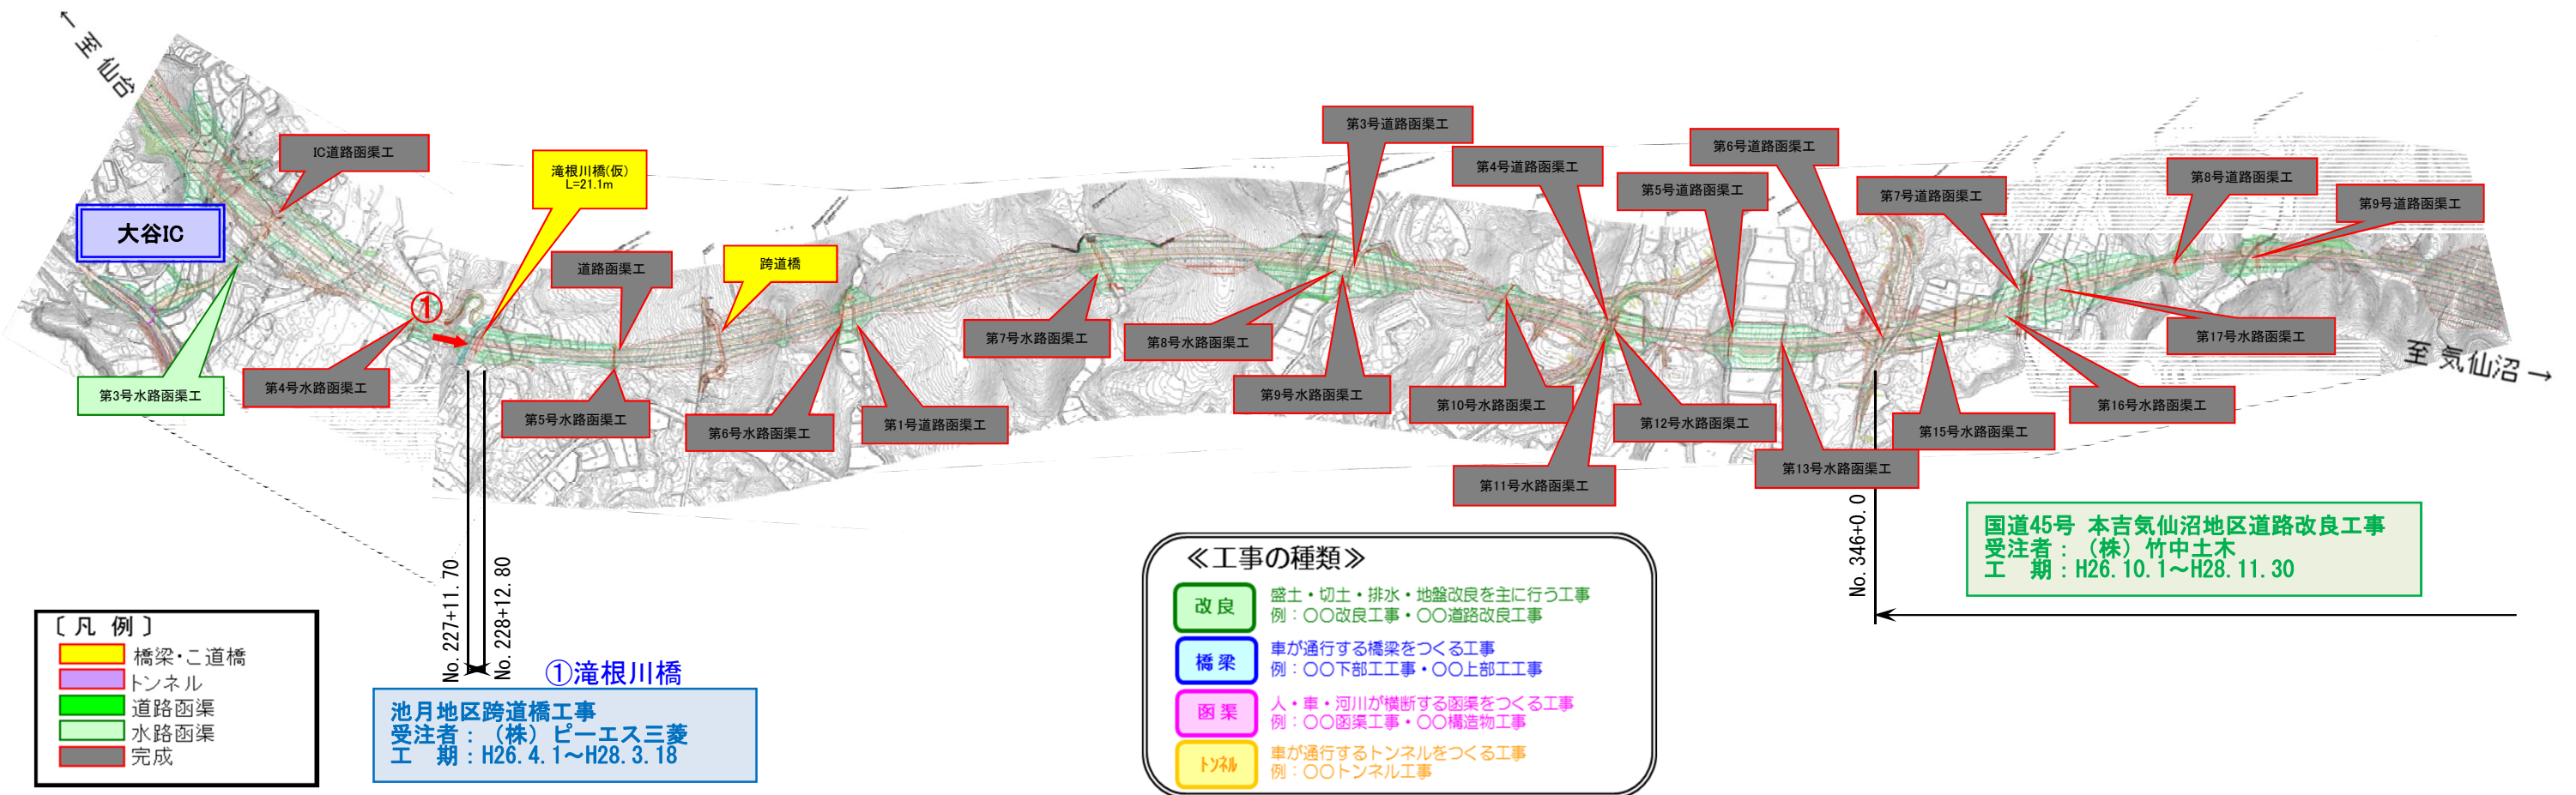 ← 至 仙台
大谷IC
IC道路函渠工
滝根川橋(仮)
L=21.1m
道路函渠工
跨道橋
第3号道路函渠工
第4号道路函渠工
第5号道路函渠工
第6号道路函渠工
第7号道路函渠工
第8号道路函渠工
第9号道路函渠工
①
第3号水路函渠工
第4号水路函渠工
第5号水路函渠工
第6号水路函渠工
第1号道路函渠工
第7号水路函渠工
第8号水路函渠工
第9号水路函渠工
第10号水路函渠工
第11号水路函渠工
第12号水路函渠工
第13号水路函渠工
第15号水路函渠工
第16号水路函渠工
第17号水路函渠工
至 気仙沼 →
No. 227+11. 70
No. 228+12. 80
No. 346+0. 0
①滝根川橋
池月地区跨道橋工事
受注者：（株）ピーエス三菱
工　期：H26. 4. 1～H28. 3. 18
国道45号 本吉気仙沼地区道路改良工事
受注者：（株）竹中土木
工　期：H26. 10. 1～H28. 11. 30
〔 凡 例 〕
橋梁・こ道橋
トンネル
道路函渠
水路函渠
完成
≪工事の種類≫
改良
盛土・切土・排水・地盤改良を主に行う工事
例：〇〇改良工事・〇〇道路改良工事
橋梁
車が通行する橋梁をつくる工事
例：〇〇下部工工事・〇〇上部工工事
函渠
人・車・河川が横断する函渠をつくる工事
例：〇〇函渠工事・〇〇構造物工事
トンネル
車が通行するトンネルをつくる工事
例：〇〇トンネル工事